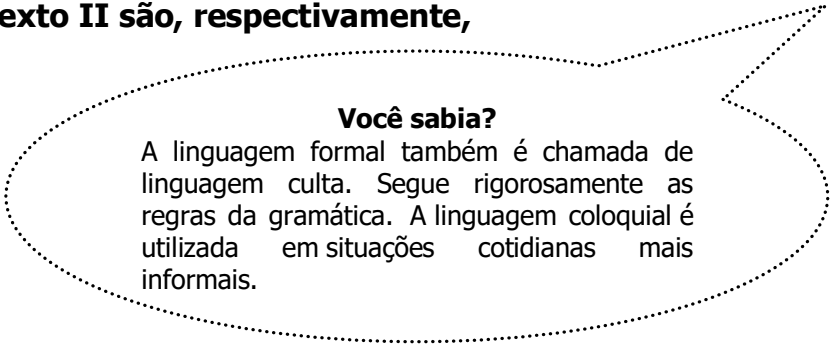 exto II são, respectivamente,
Você sabia?
A linguagem formal também é chamada de
linguagem culta. Segue rigorosamente as
regras da gramática. A linguagem coloquial é
utilizada em situações cotidianas mais
informais.